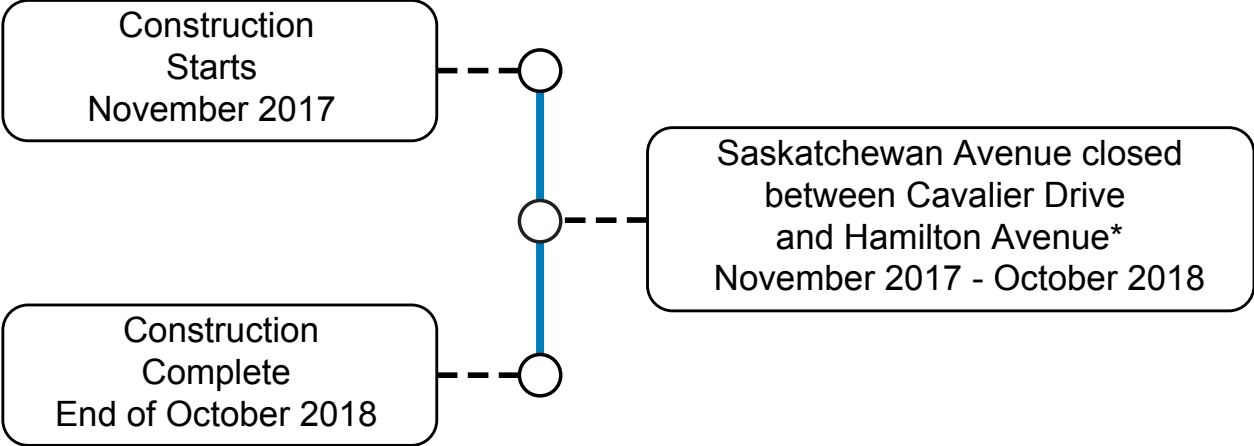 Construction
Starts
November 2017
Saskatchewan Avenue closed
between Cavalier Drive
and Hamilton Avenue*
November 2017 - October 2018
Construction
Complete
End of October 2018